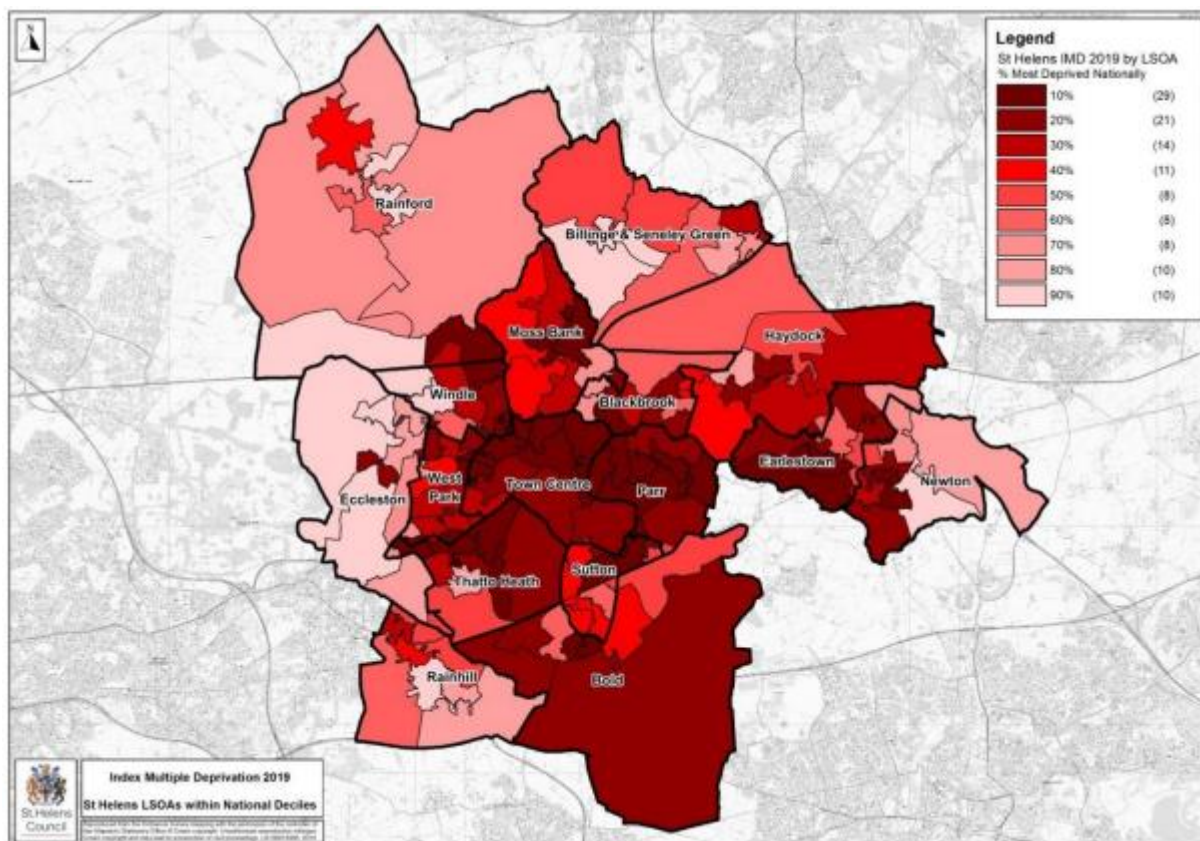 N
Legend
St Helens IMD 2019 by LSOA
% Most Deprived Nationally
10% (29)
20% (21)
30% (14)
40% (11)
50% (8)
60% (8)
70% (8)
80% (10)
90% (10)
Rainford
Billinge & Seneley Green
Moss Bank
Haydock
Windle
Blackbrook
Earlestown
Newton
Eccleston
West
Park
Town Centre
Parr
Thatto Heath
Sutton
Rainhill
Bold
St.Helens
Council
Index Multiple Deprivation 2019
St Helens LSOAs within National Deciles